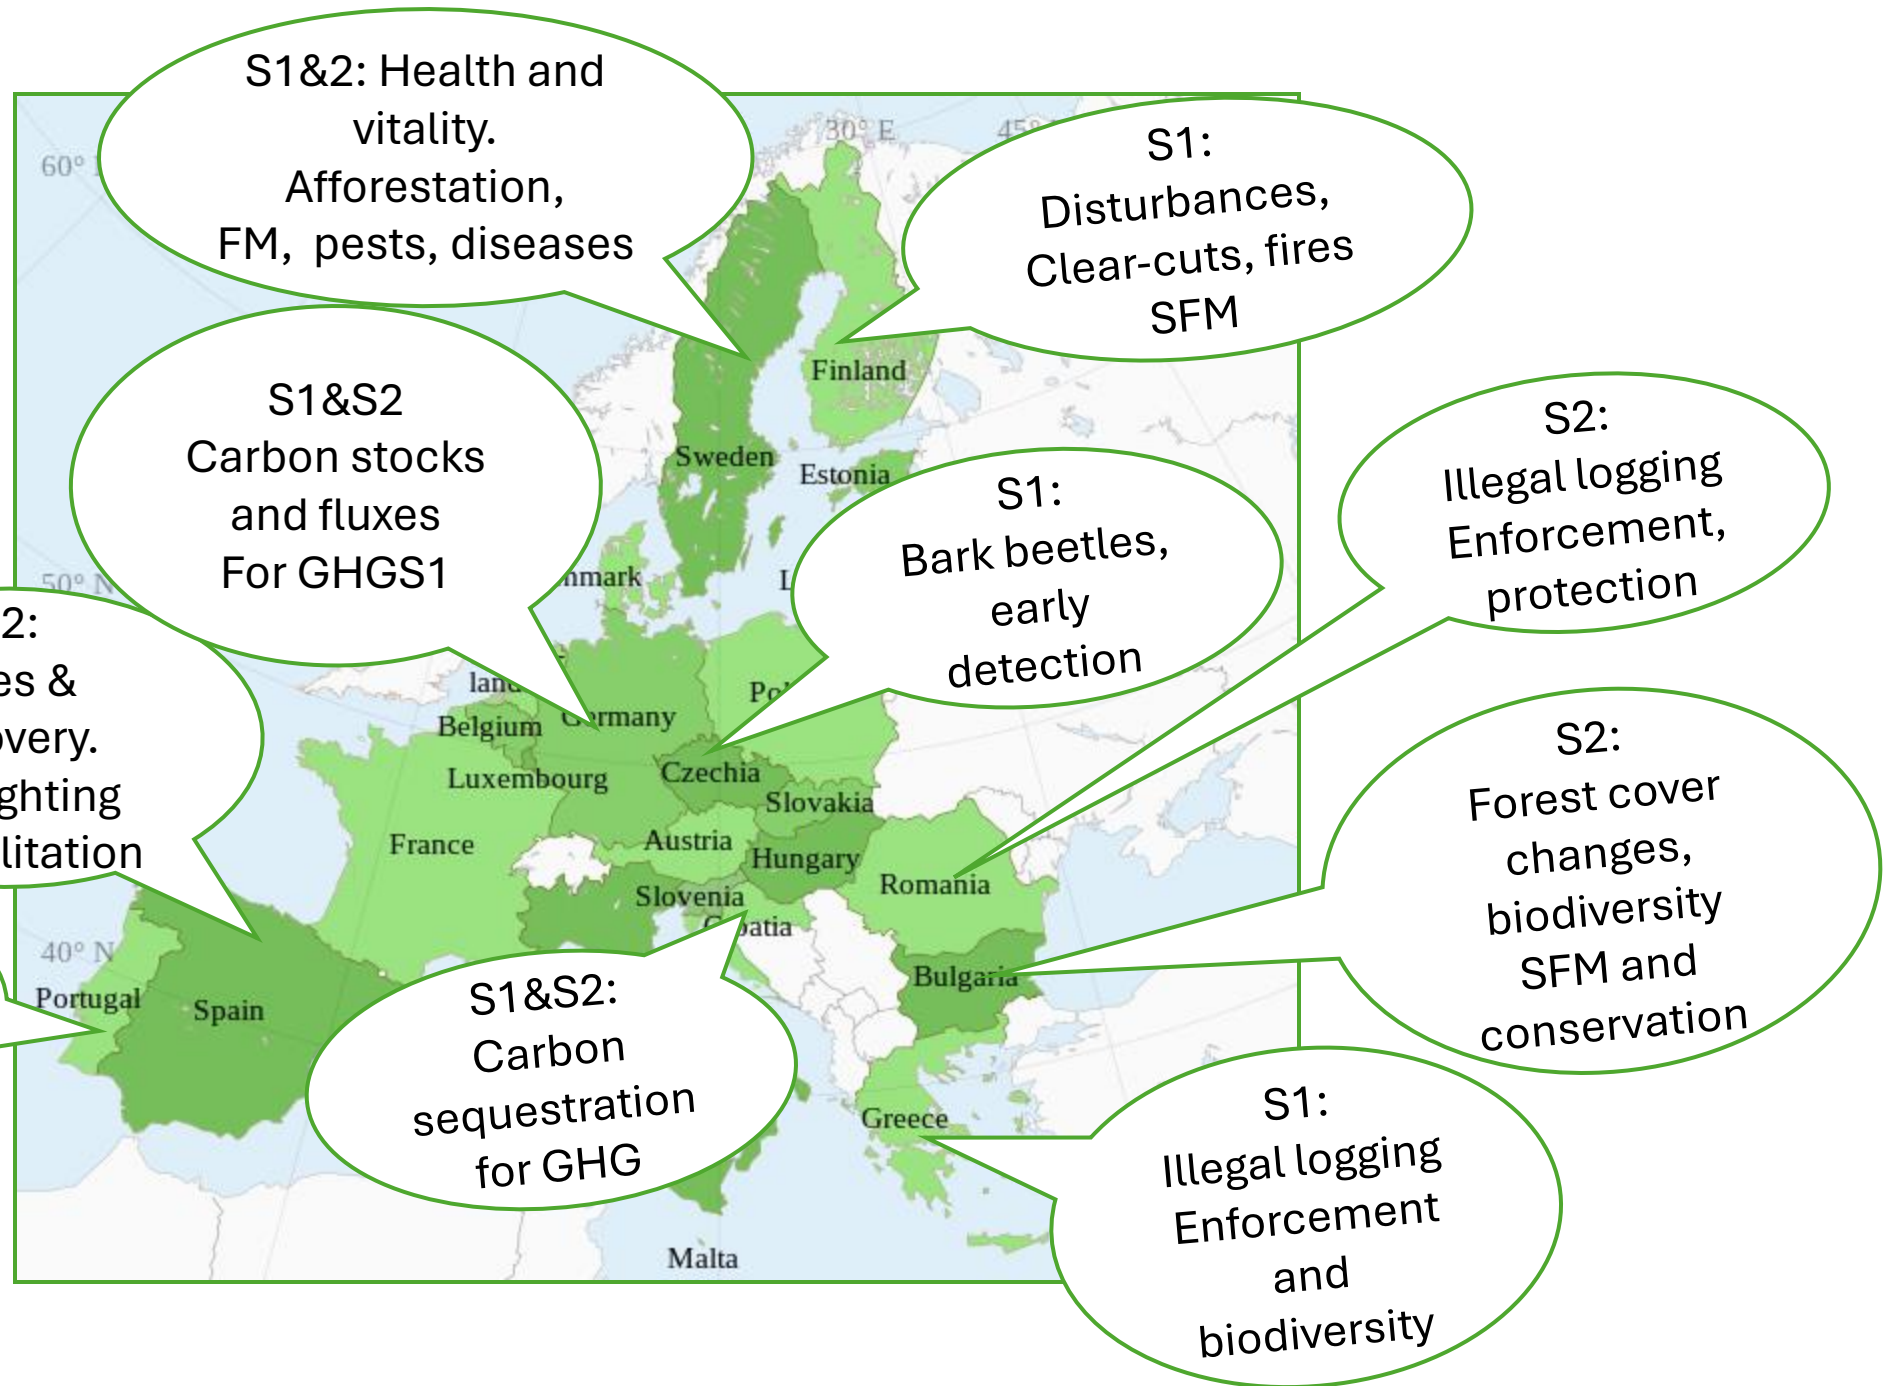 S1&2: Health and
vitality.
Afforestation,
FM, pests, diseases
S1:
Disturbances,
Clear-cuts, fires
SFM
30° E
60°
S1&S2
Carbon stocks
and fluxes
For GHGS1
Finland
Sweden
Estonia
S1:
Bark beetles,
early
detection
S2:
Illegal logging
Enforcement,
protection
50° N
2:
es &
overy.
ghting
litation
Belgium
Germany
Luxembourg
Czechia
Slovakia
France
Austria
Hungary
Slovenia
Romania
S2:
Forest cover
changes,
biodiversity
SFM and
conservation
40° N
Portugal
Spain
Bulgaria
S1&S2:
Carbon
sequestration
for GHG
Greece
Malta
S1:
Illegal logging
Enforcement
and
biodiversity